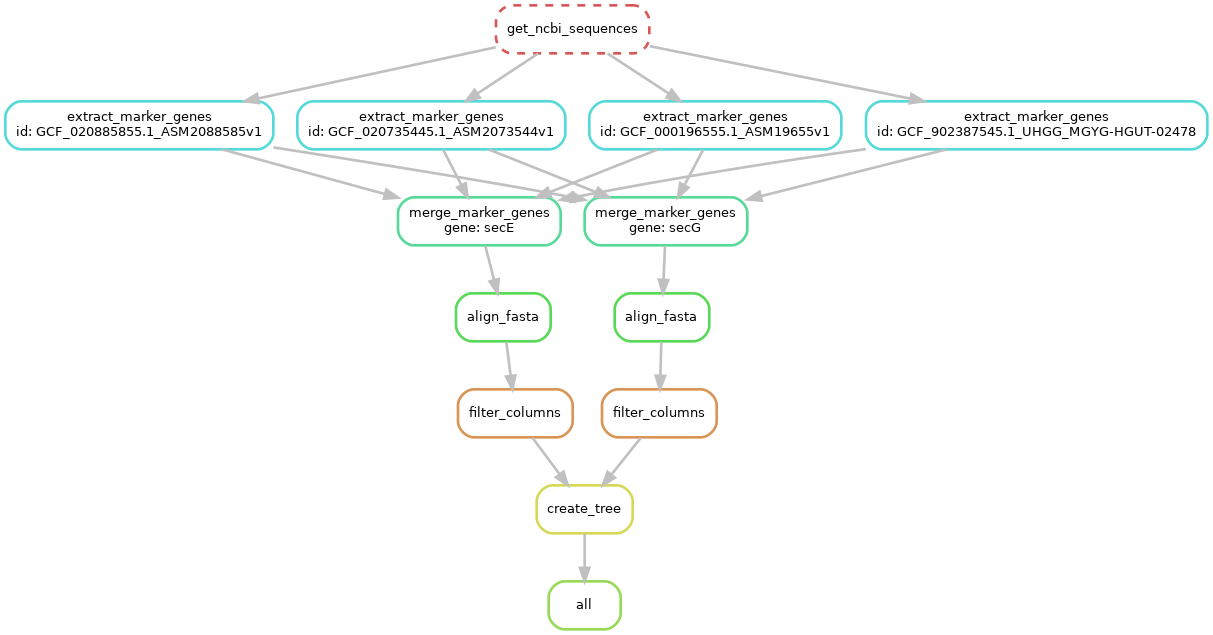 get_ncbi_sequences
extract_marker_genes
id: GCF_020885855.1_ASM2088585v1
extract_marker_genes
id: GCF_020735445.1_ASM2073544v1
extract_marker_genes
id: GCF_000196555.1_ASM19655v1
extract_marker_genes
id: GCF_902387545.1_UHGG_MGYG-HGUT-02478
merge_marker_genes
gene: secE
merge_marker_genes
gene: secG
align_fasta
align_fasta
filter_columns
filter_columns
create_tree
all